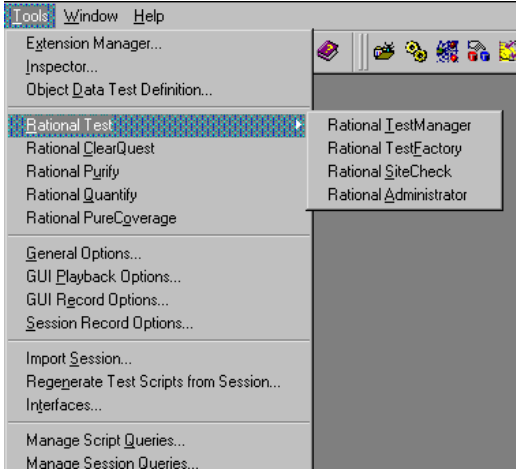 Tools Window Help
Extension Manager...
Inspector...
Object Data Test Definition...
Rational Test
Rational ClearQuest
Rational Purify
Rational Quantify
Rational PureCoverage
General Options...
GUI Playback Options...
GUI Record Options...
Session Record Options...
Import Session...
Regenerate Test Scripts from Session...
Interfaces...
Manage Script Queries...
Manage Session Queries...
Rational TestManager
Rational TestFactory
Rational SiteCheck
Rational Administrator